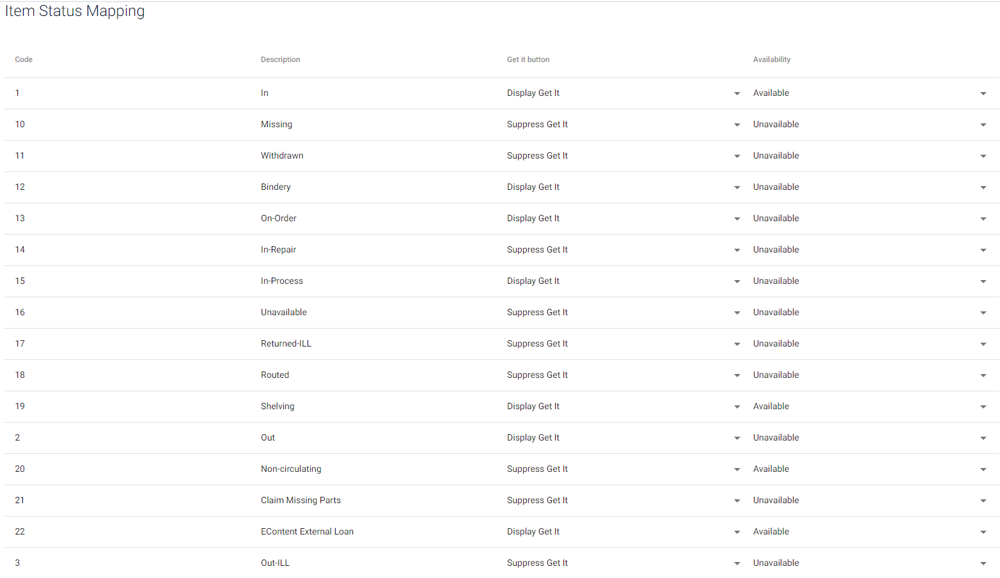 Item Status Mapping
Code Description Get it button Availability
1 In Display Get It Available
10 Missing Suppress Get It Unavailable
11 Withdrawn Suppress Get It Unavailable
12 Bindery Display Get It Unavailable
13 On-Order Display Get It Unavailable
14 In-Repair Suppress Get It Unavailable
15 In-Process Display Get It Unavailable
16 Unavailable Suppress Get It Unavailable
17 Returned-ILL Suppress Get It Unavailable
18 Routed Suppress Get It Unavailable
19 Shelving Display Get It Available
2 Out Display Get It Unavailable
20 Non-circulating Suppress Get It Available
21 Claim Missing Parts Suppress Get It Unavailable
22 EContent External Loan Display Get It Available
3 Out-ILL Suppress Get It Unavailable